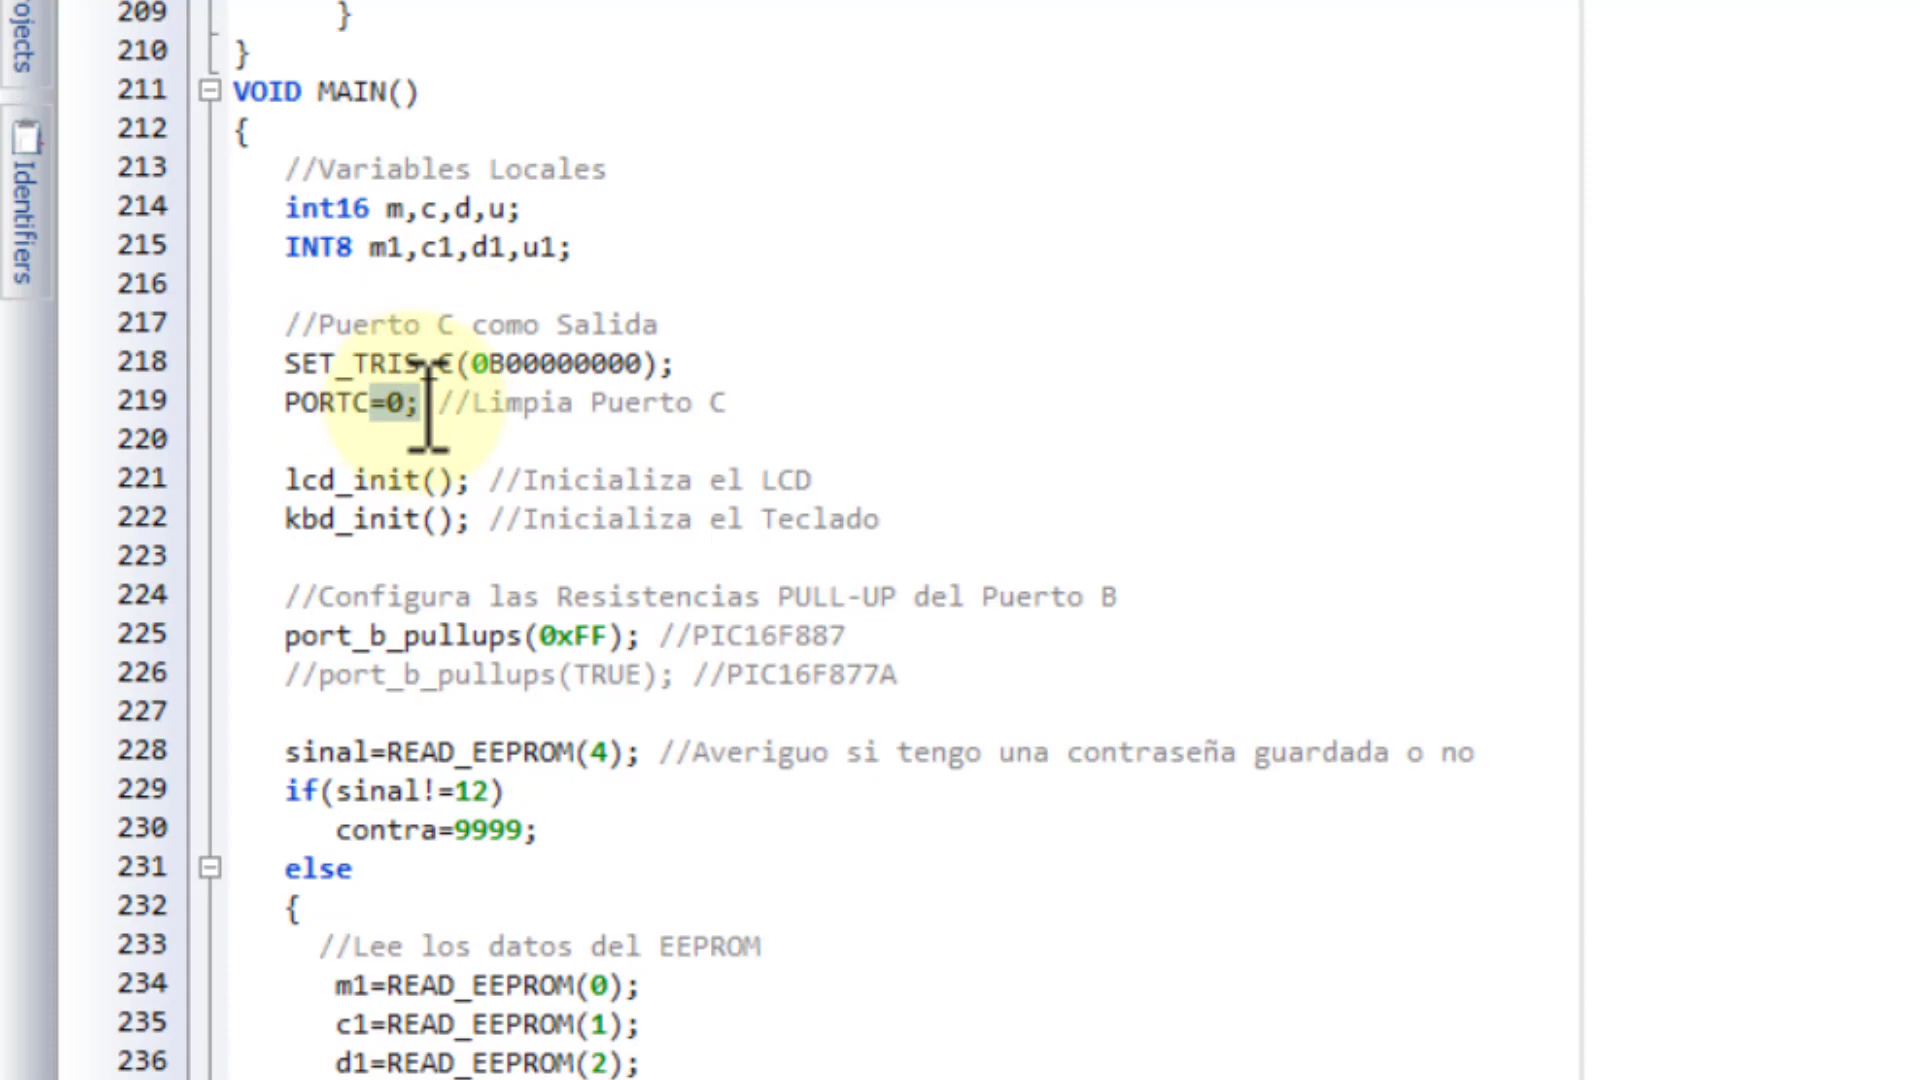 ojects
Identifiers
209 }
210 }
211 VOID MAIN()
212 {
213 //Variables Locales
214 int16 m,c,d,u;
215 INT8 m1,c1,d1,u1;
216
217 //Puerto C como Salida
218 SET_TRIS_C(0B00000000);
219 PORTC=0; //Limpia Puerto C
220
221 lcd_init(); //Inicializa el LCD
222 kbd_init(); //Inicializa el Teclado
223
224 //Configura las Resistencias PULL-UP del Puerto B
225 port_b_pullups(0xFF); //PIC16F887
226 //port_b_pullups(TRUE); //PIC16F877A
227
228 sinal=READ_EEPROM(4); //Averiguo si tengo una contraseña guardada o no
229 if(sinal!=12)
230 contra=9999;
231 else
232 {
233 //Lee los datos del EEPROM
234 m1=READ_EEPROM(0);
235 c1=READ_EEPROM(1);
236 d1=READ_EEPROM(2);